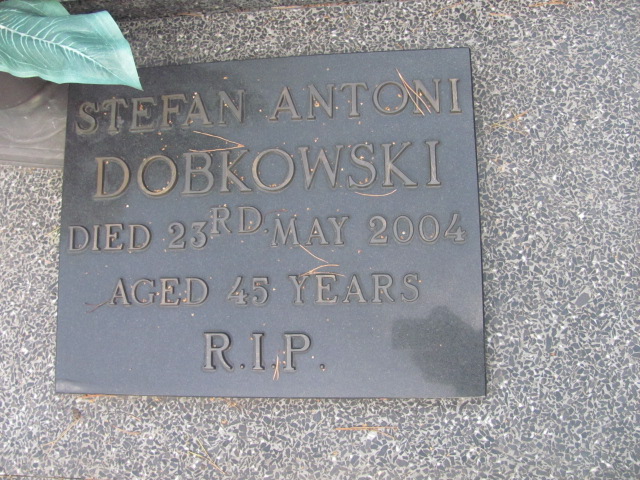 STEFAN ANTONI
DOBKOWSKI
DIED 23RD. MAY 2004
AGED 45 YEARS
R.I.P.